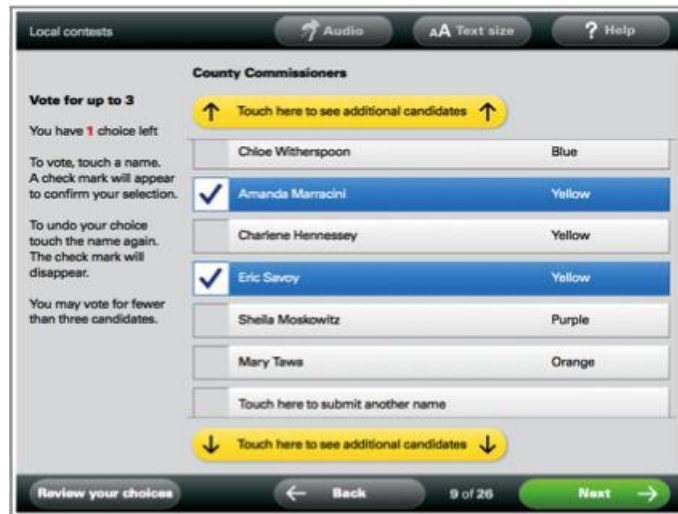 Local contests Audio AA Text size ? Help
County Commissioners
Vote for up to 3
You have 1 choice left
To vote, touch a name.
A check mark will appear
to confirm your selection.
To undo your choice
touch the name again.
The check mark will
disappear.
You may vote for fewer
than three candidates.
↑ Touch here to see additional candidates ↑
Chloe Witherspoon Blue
Amanda Marracini Yellow
Charlene Hennessey Yellow
Eric Savoy Yellow
Sheila Moskowitz Purple
Mary Tawa Orange
Touch here to submit another name
↓ Touch here to see additional candidates ↓
Review your choices ← Back 9 of 26 Next →